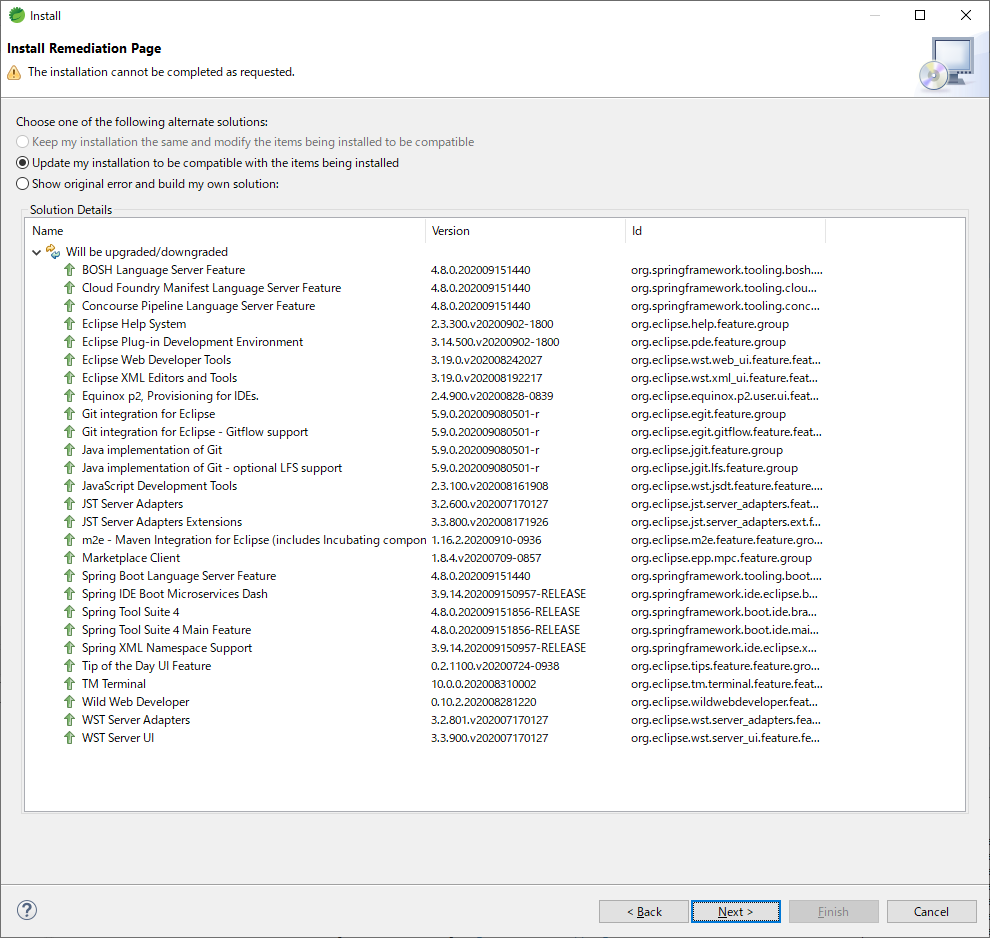 Install
Install Remediation Page
The installation cannot be completed as requested.
Choose one of the following alternate solutions:
Keep my installation the same and modify the items being installed to be compatible
Update my installation to be compatible with the items being installed
Show original error and build my own solution:
Solution Details
Name Version Id
Will be upgraded/downgraded
BOSH Language Server Feature 4.8.0.202009151440 org.springframework.tooling.bosh....
Cloud Foundry Manifest Language Server Feature 4.8.0.202009151440 org.springframework.tooling.clou...
Concourse Pipeline Language Server Feature 4.8.0.202009151440 org.springframework.tooling.conc...
Eclipse Help System 2.3.300.v20200902-1800 org.eclipse.help.feature.group
Eclipse Plug-in Development Environment 3.14.500.v20200902-1800 org.eclipse.pde.feature.group
Eclipse Web Developer Tools 3.19.0.v202008242027 org.eclipse.wst.web_ui.feature.feat...
Eclipse XML Editors and Tools 3.19.0.v202008192217 org.eclipse.wst.xml_ui.feature.feat...
Equinox p2, Provisioning for IDEs. 2.4.900.v20200828-0839 org.eclipse.equinox.p2.user.ui.feat...
Git integration for Eclipse 5.9.0.202009080501-r org.eclipse.egit.feature.group
Git integration for Eclipse - Gitflow support 5.9.0.202009080501-r org.eclipse.egit.gitflow.feature.feat...
Java implementation of Git 5.9.0.202009080501-r org.eclipse.jgit.feature.group
Java implementation of Git - optional LFS support 5.9.0.202009080501-r org.eclipse.jgit.lfs.feature.group
JavaScript Development Tools 2.3.100.v202008161908 org.eclipse.wst.jsdt.feature.feature....
JST Server Adapters 3.2.600.v202007170127 org.eclipse.jst.server_adapters.feat...
JST Server Adapters Extensions 3.3.800.v202008171926 org.eclipse.jst.server_adapters.ext.f...
m2e - Maven Integration for Eclipse (includes Incubating compon 1.16.2.20200910-0936 org.eclipse.m2e.feature.feature.gro...
Marketplace Client 1.8.4.v20200709-0857 org.eclipse.epp.mpc.feature.group
Spring Boot Language Server Feature 4.8.0.202009151440 org.springframework.tooling.boot....
Spring IDE Boot Microservices Dash 3.9.14.202009150957-RELEASE org.springframework.ide.eclipse.b...
Spring Tool Suite 4 4.8.0.202009151856-RELEASE org.springframework.boot.ide.bra...
Spring Tool Suite 4 Main Feature 4.8.0.202009151856-RELEASE org.springframework.boot.ide.mai...
Spring XML Namespace Support 3.9.14.202009150957-RELEASE org.springframework.ide.eclipse.x...
Tip of the Day UI Feature 0.2.1100.v20200724-0938 org.eclipse.tips.feature.feature.gro...
TM Terminal 10.0.0.202008310002 org.eclipse.tm.terminal.feature.feat...
Wild Web Developer 0.10.2.202008281220 org.eclipse.wildwebdeveloper.feat...
WST Server Adapters 3.2.801.v202007170127 org.eclipse.wst.server_adapters.fea...
WST Server UI 3.3.900.v202007170127 org.eclipse.wst.server_ui.feature.fe...
? < Back Next > Finish Cancel